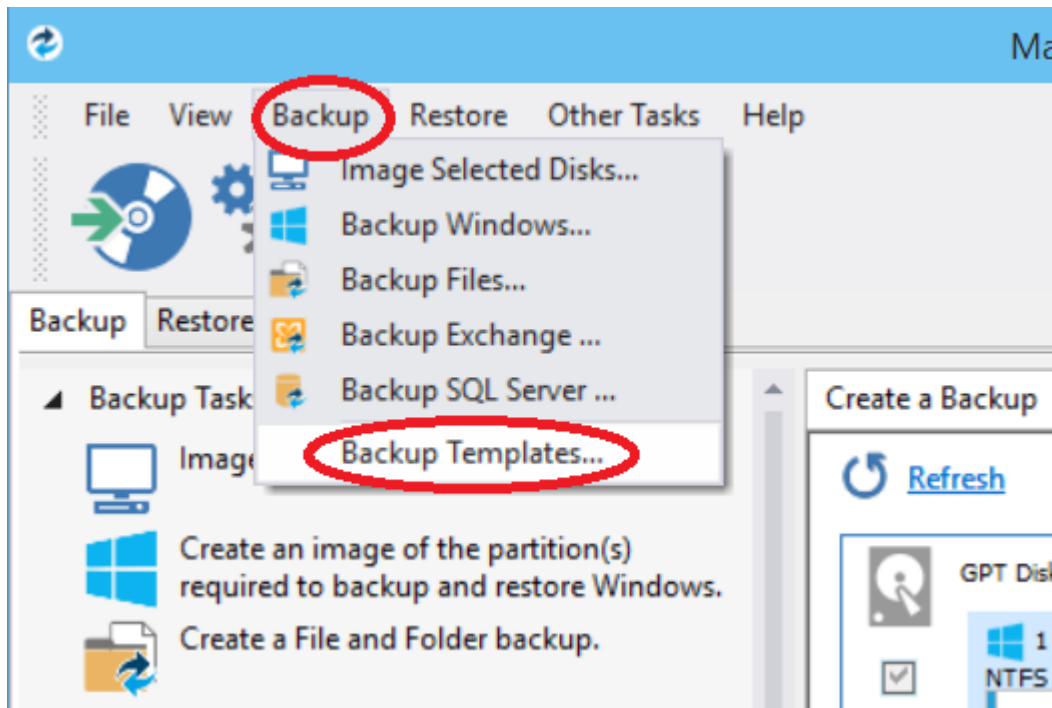 Ma
File View Backup Restore Other Tasks Help
Image Selected Disks...
Backup Windows...
Backup Files...
Backup Exchange ...
Backup SQL Server ...
Backup Templates...
Backup Restore
Backup Task
Image
Create an image of the partition(s)
required to backup and restore Windows.
Create a File and Folder backup.
Create a Backup
Refresh
GPT Disk
1
NTFS